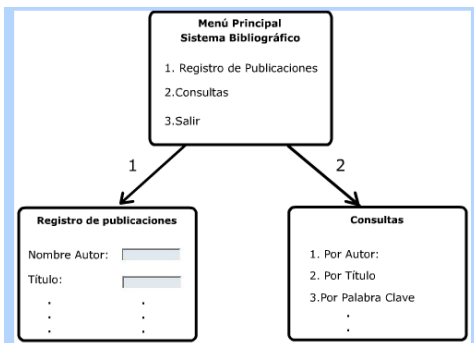 Menú Principal
Sistema Bibliográfico
1. Registro de Publicaciones
2.Consultas
3.Salir
1
2
Registro de publicaciones
Nombre Autor:
Título:
. .
. .
Consultas
1. Por Autor:
2. Por Título
3.Por Palabra Clave
.
.